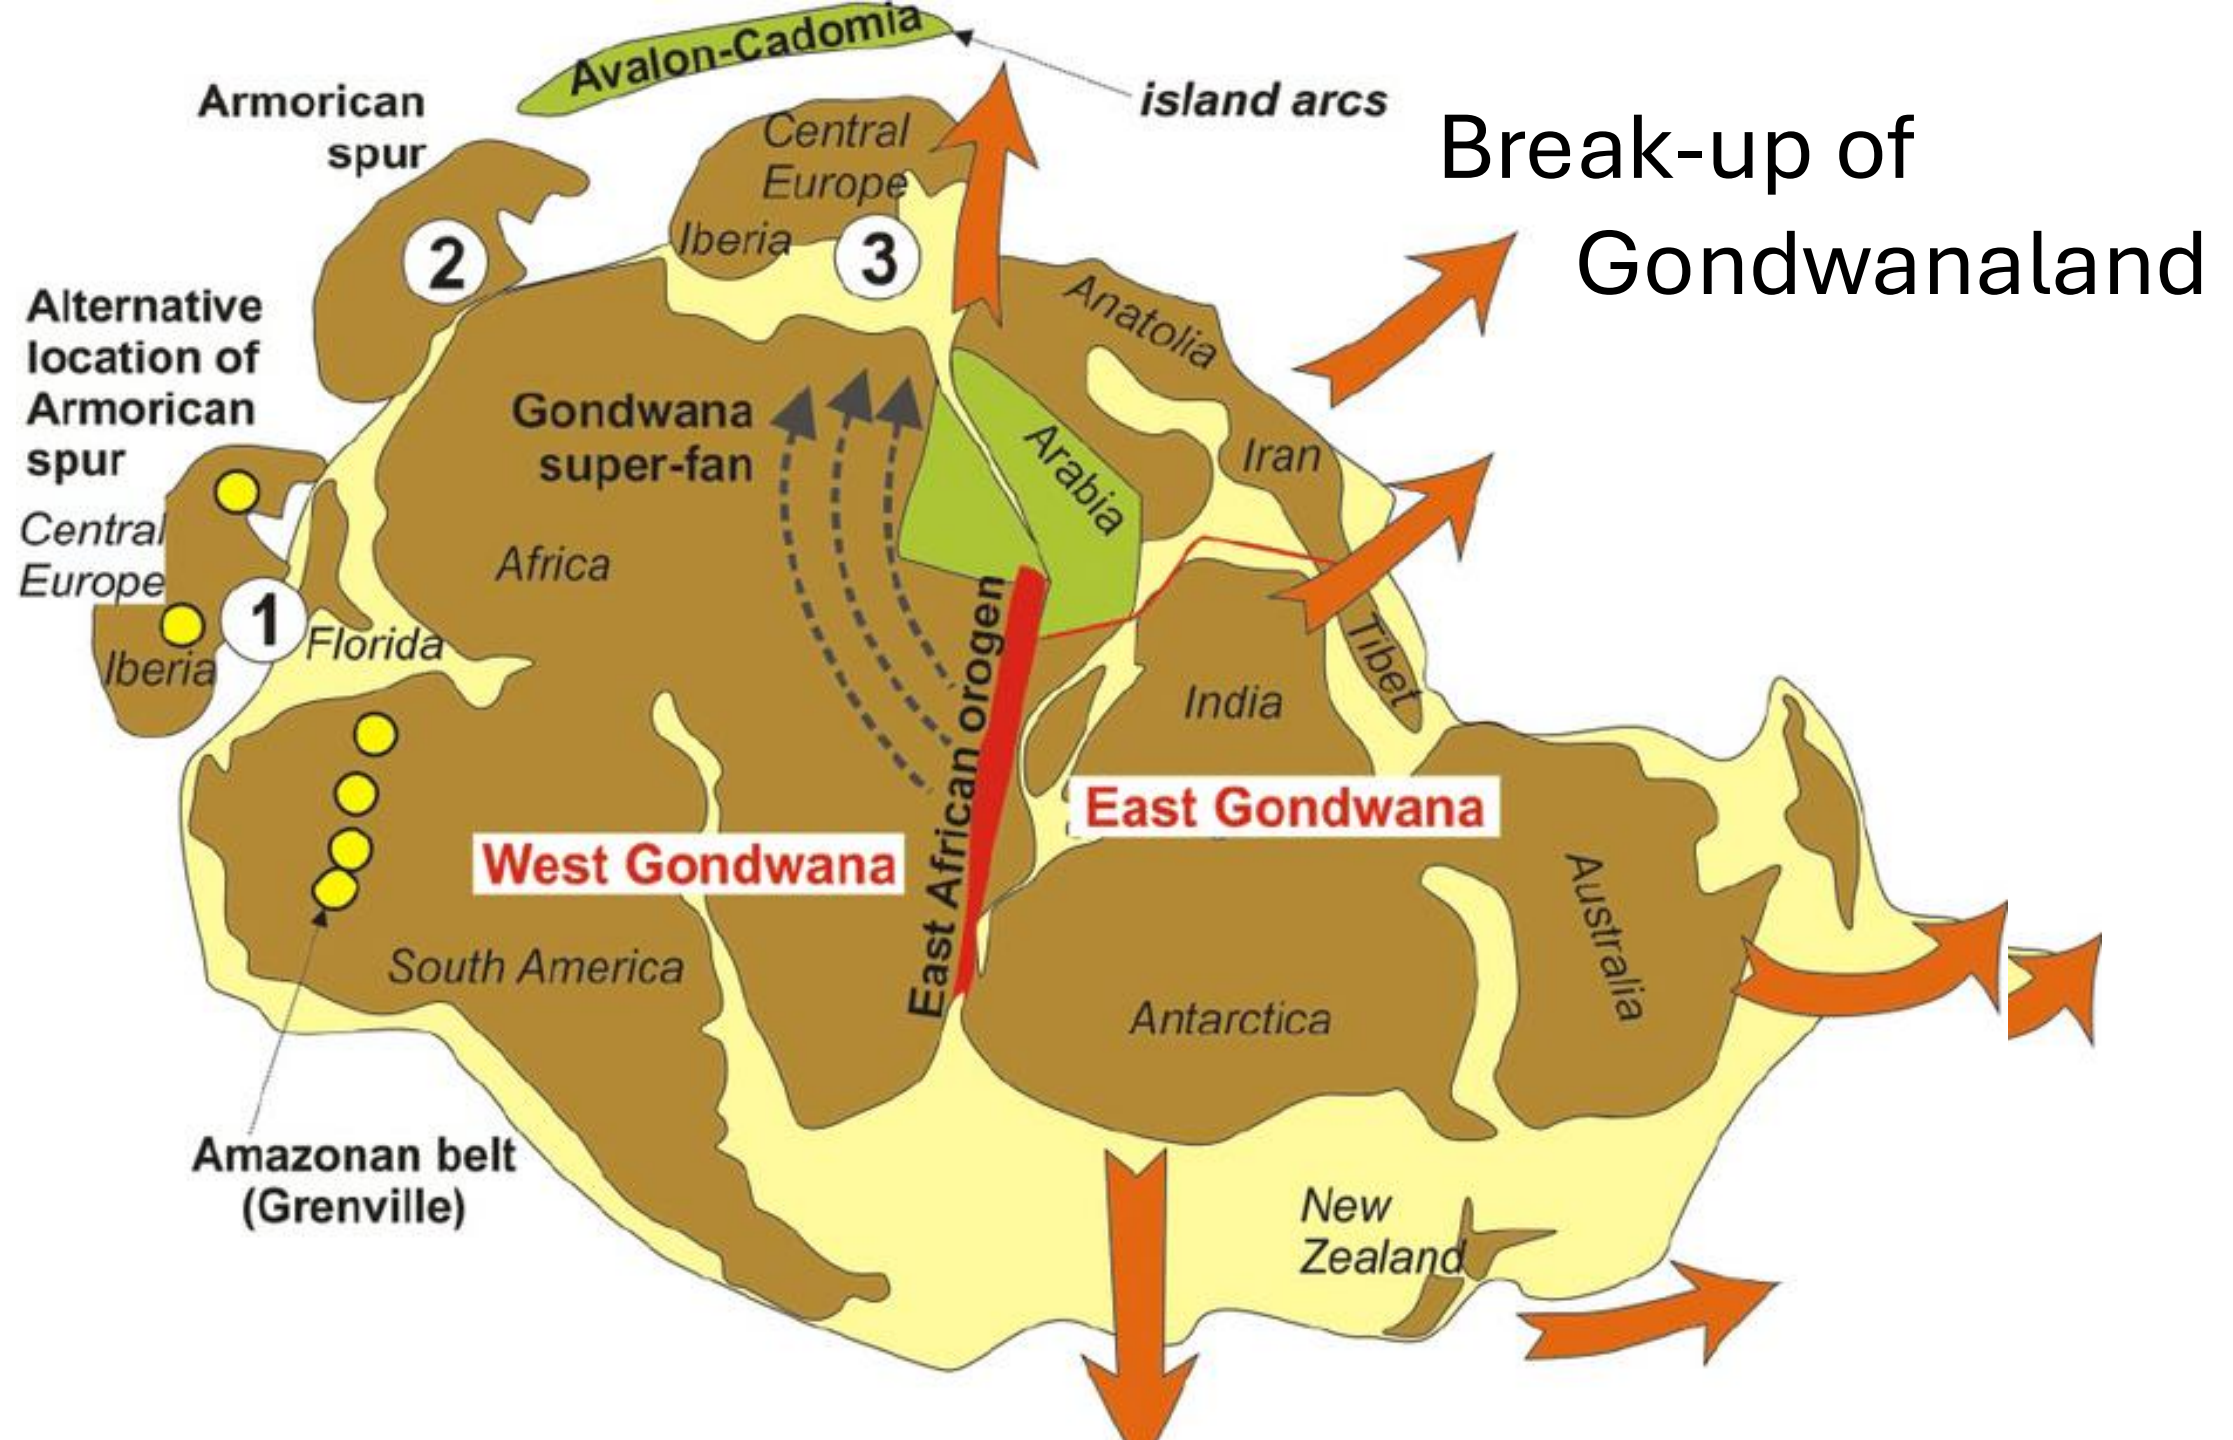 Avalon-Cadomia
Armorican
spur
island arcs
Break-up of
Gondwanaland
Central
Europe
Iberia
2
3
Alternative
location of
Armorican
spur
Anatolia
Gondwana
super-fan
Arabia
Iran
Central
Europe
Africa
1
Florida
Iberia
Tibet
India
East African orogen
East Gondwana
West Gondwana
Australia
South America
Antarctica
Amazonan belt
(Grenville)
New
Zealand